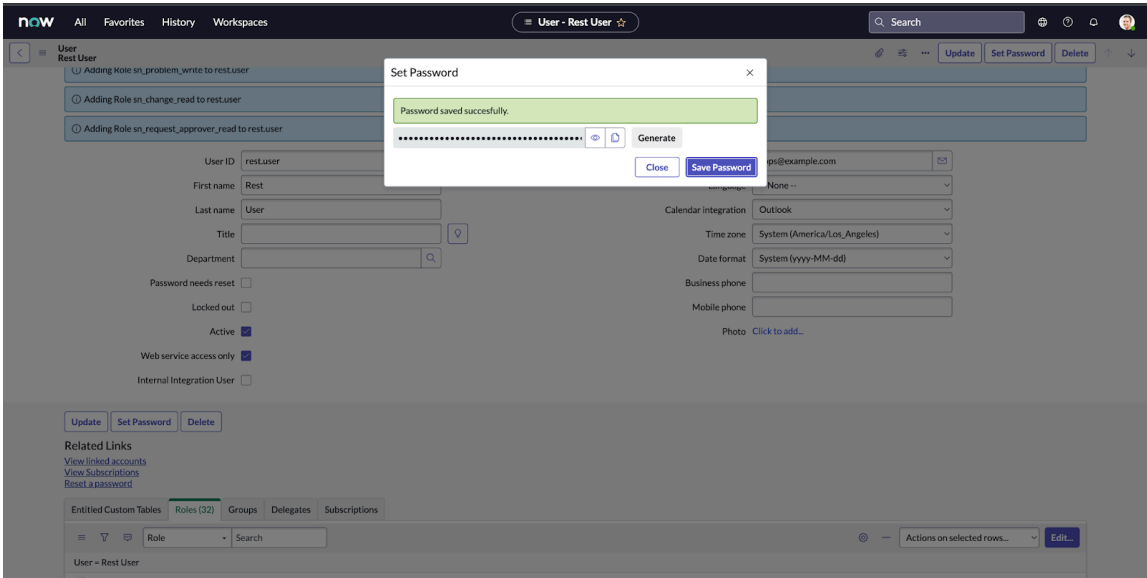 now All Favorites History Workspaces User - Rest User Search
User
Rest User
Update Set Password Delete
Adding Role sn_problem_write to rest.user
Adding Role sn_change_read to rest.user
Adding Role sn_request_approver_read to rest.user
Set Password
Password saved succesfully.
Generate
Close Save Password
User ID rest.user
ops@example.com
First name Rest
Language -- None --
Last name User
Calendar integration Outlook
Title
Time zone System (America/Los_Angeles)
Department
Date format System (yyyy-MM-dd)
Password needs reset
Business phone
Locked out
Mobile phone
Active
Photo Click to add...
Web service access only
Internal Integration User
Update Set Password Delete
Related Links
View linked accounts
View Subscriptions
Reset a password
Entitled Custom Tables Roles (32) Groups Delegates Subscriptions
Role Search Actions on selected rows... Edit...
User = Rest User